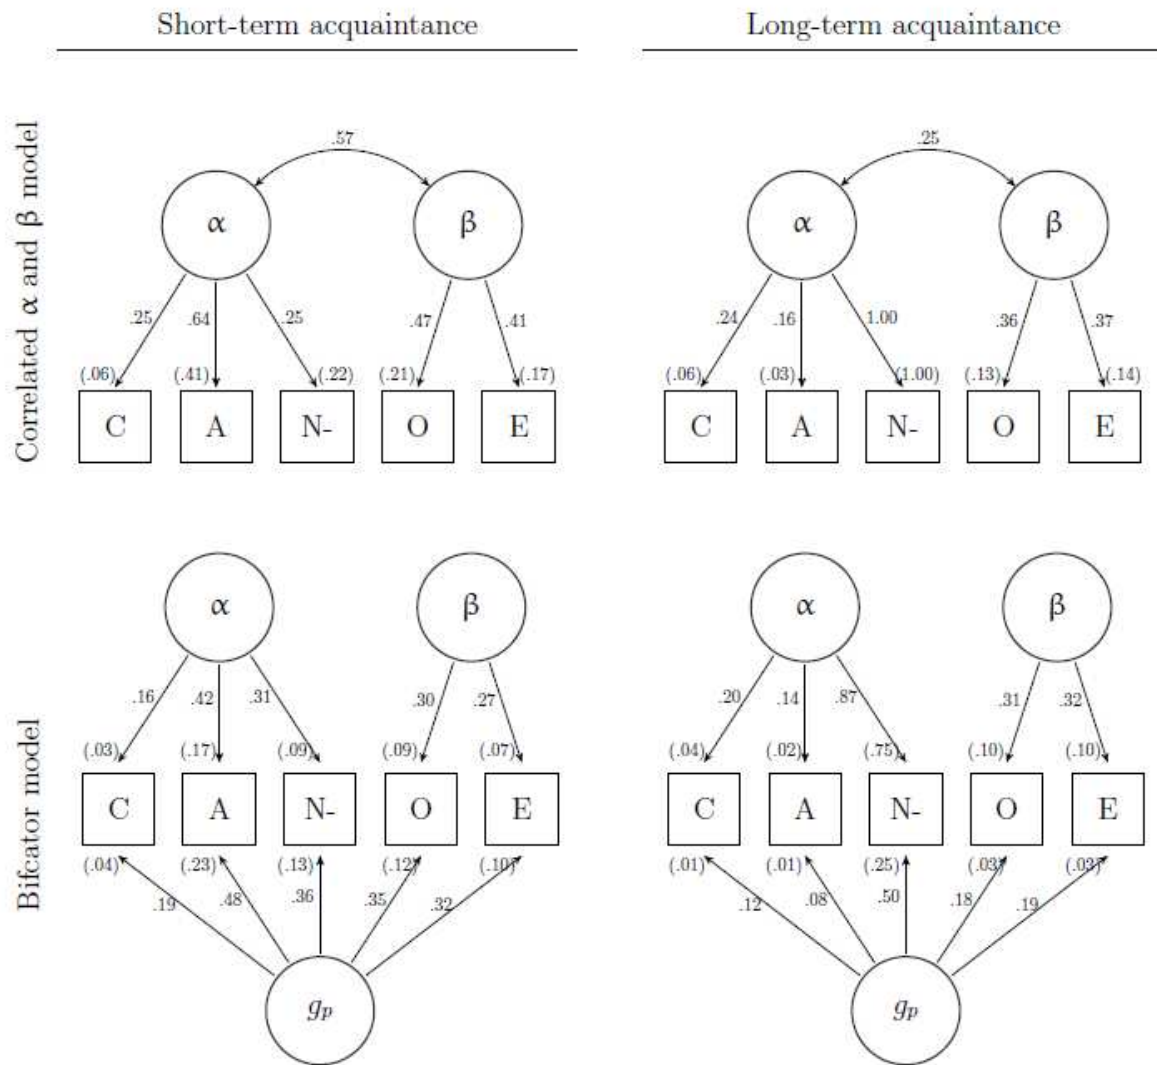 Short-term acquaintance Long-term acquaintance
Correlated α and β model
.57 .25
α β α β
.25 .64 .25 .47 .41 .24 .16 1.00 .36 .37
(.06) (.41) (.22) (.21) (.17) (.06) (.03) (1.00) (.13) (.14)
C A N- O E C A N- O E
Bifcator model
α β α β
.16 .42 .31 .30 .27 .20 .14 .87 .31 .32
(.03) (.17) (.09) (.09) (.07) (.04) (.02) (.75) (.10) (.10)
C A N- O E C A N- O E
(.04) (.23) (.13) (.12) (.10) (.01) (.01) (.25) (.03) (.03)
.19 .48 .36 .35 .32 .12 .08 .50 .18 .19
gₚ gₚ